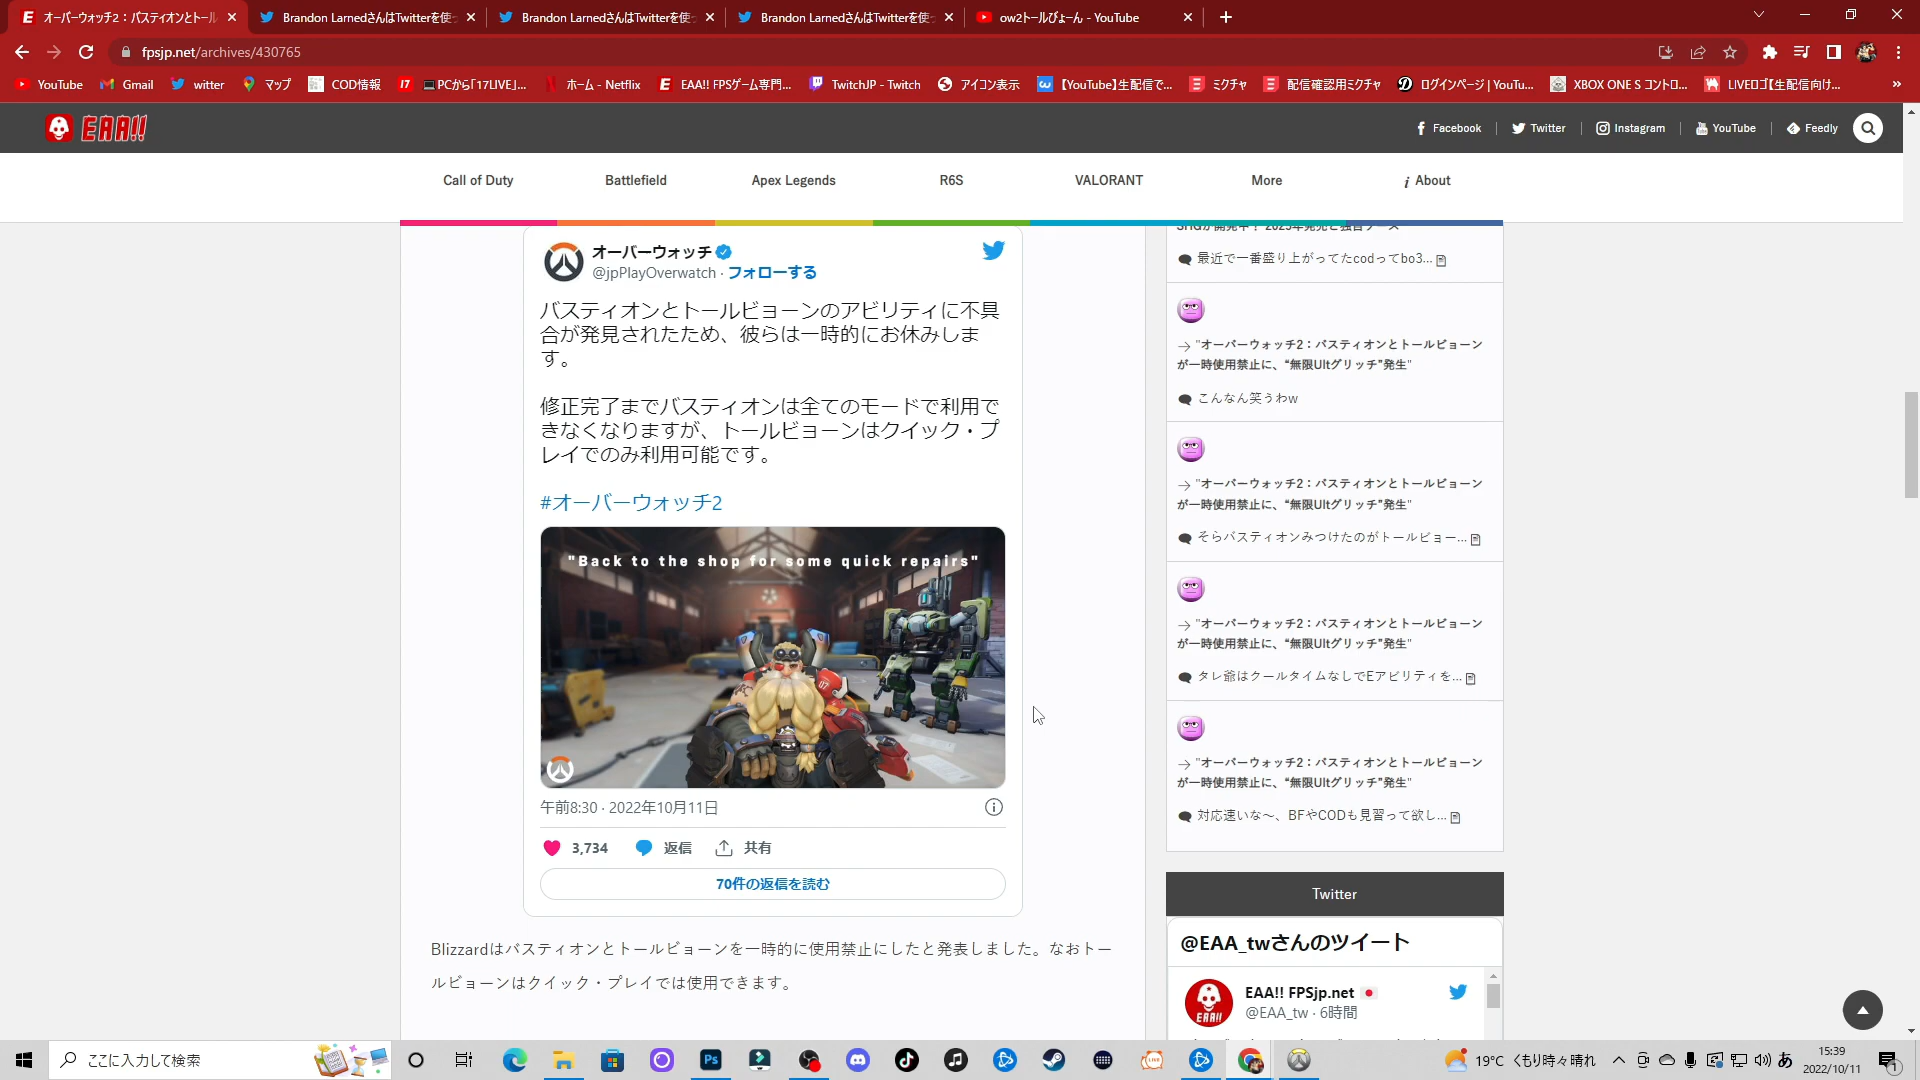 オーバーウォッチ2：バスティオンとトール
Brandon LarnedさんはTwitterを使っ
Brandon LarnedさんはTwitterを使っ
Brandon LarnedさんはTwitterを使っ
ow2トールびょーん - YouTube
fpsjp.net/archives/430765
YouTube
Gmail
witter
マップ
COD情報
PCから「17LIVE」...
ホーム - Netflix
EAA!! FPSゲーム専門...
TwitchJP - Twitch
アイコン表示
【YouTube】生配信で...
ミクチャ
配信確認用ミクチャ
ログインページ | YouTu...
XBOX ONE S コントロ...
LIVEロゴ【生配信向け...
EAA!!
Facebook
Twitter
Instagram
YouTube
Feedly
Call of Duty
Battlefield
Apex Legends
R6S
VALORANT
More
About
オーバーウォッチ
@jpPlayOverwatch · フォローする
バスティオンとトールビョーンのアビリティに不具
合が発見されたため、彼らは一時的にお休みしま
す。
修正完了までバスティオンは全てのモードで利用で
きなくなりますが、トールビョーンはクイック・プ
レイでのみ利用可能です。
#オーバーウォッチ2
"Back to the shop for some quick repairs"
午前8:30 · 2022年10月11日
3,734
返信
共有
70件の返信を読む
Blizzardはバスティオンとトールビョーンを一時的に使用禁止にしたと発表しました。なおトー
ルビョーンはクイック・プレイでは使用できます。
最近で一番盛り上がってたcodってbo3...
→ "オーバーウォッチ2：バスティオンとトールビョーン
が一時使用禁止に、“無限Ultグリッチ”発生"
こんなん笑うわw
→ "オーバーウォッチ2：バスティオンとトールビョーン
が一時使用禁止に、“無限Ultグリッチ”発生"
そらバスティオンみつけたのがトールビョー...
→ "オーバーウォッチ2：バスティオンとトールビョーン
が一時使用禁止に、“無限Ultグリッチ”発生"
タレ爺はクールタイムなしでEアビリティを...
→ "オーバーウォッチ2：バスティオンとトールビョーン
が一時使用禁止に、“無限Ultグリッチ”発生"
対応速いな〜、BFやCODも見習って欲し...
Twitter
@EAA_twさんのツイート
EAA!! FPSjp.net
@EAA_tw · 6時間
ここに入力して検索
19°C くもり時々晴れ
あ
15:39
2022/10/11